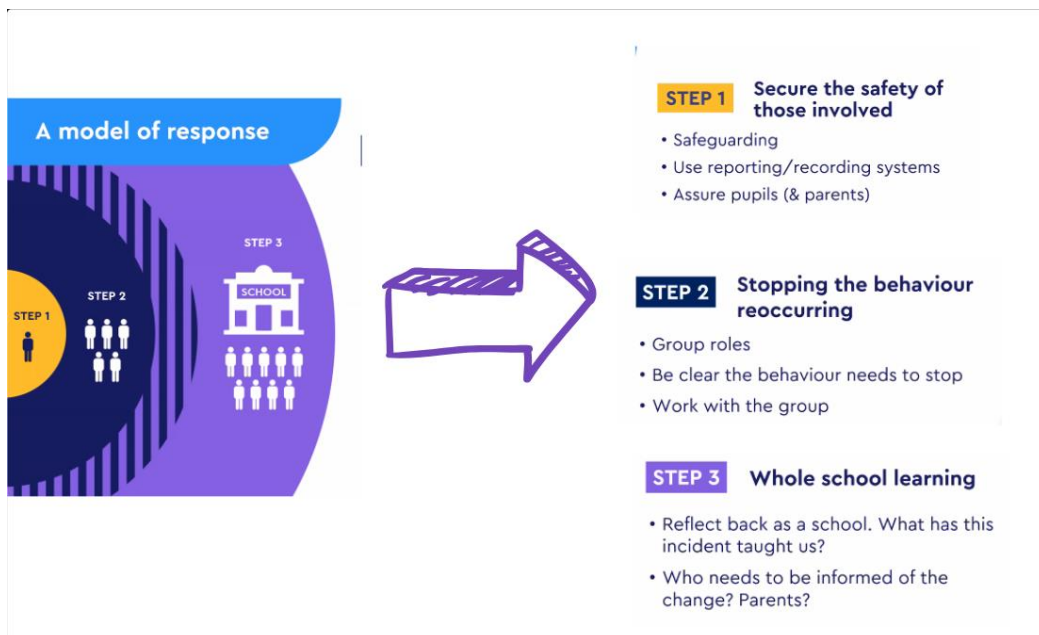 A model of response
STEP 1
STEP 2
STEP 3
SCHOOL
STEP 1
Secure the safety of
those involved
• Safeguarding
• Use reporting/recording systems
• Assure pupils (& parents)
STEP 2
Stopping the behaviour
reoccurring
• Group roles
• Be clear the behaviour needs to stop
• Work with the group
STEP 3
Whole school learning
• Reflect back as a school. What has this
incident taught us?
• Who needs to be informed of the
change? Parents?